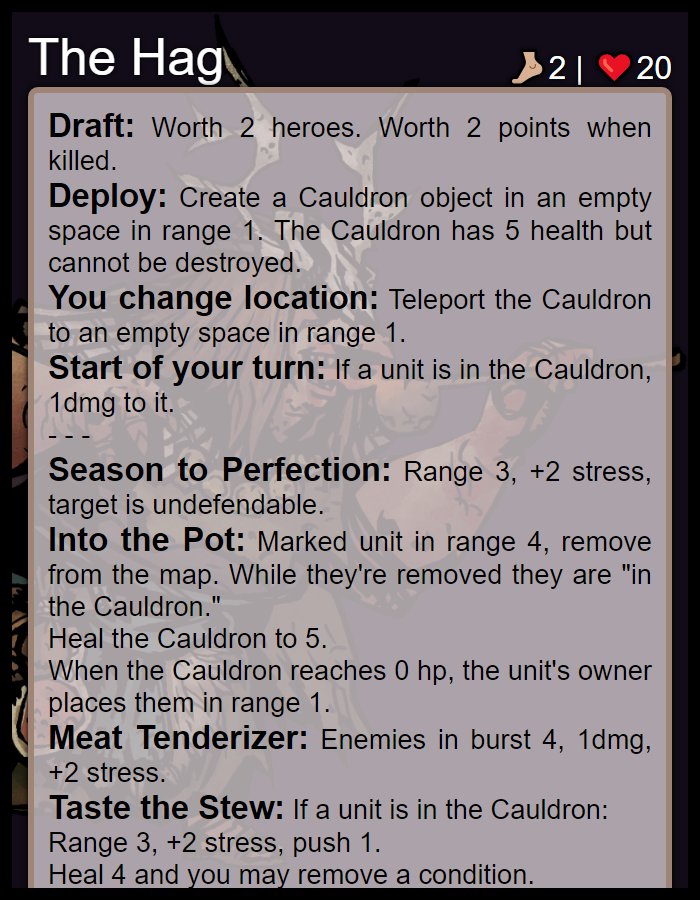 The Hag
🦶2 | ❤️20
Draft: Worth 2 heroes. Worth 2 points when
killed.
Deploy: Create a Cauldron object in an empty
space in range 1. The Cauldron has 5 health but
cannot be destroyed.
You change location: Teleport the Cauldron
to an empty space in range 1.
Start of your turn: If a unit is in the Cauldron,
1dmg to it.
- - -
Season to Perfection: Range 3, +2 stress,
target is undefendable.
Into the Pot: Marked unit in range 4, remove
from the map. While they're removed they are "in
the Cauldron."
Heal the Cauldron to 5.
When the Cauldron reaches 0 hp, the unit's owner
places them in range 1.
Meat Tenderizer: Enemies in burst 4, 1dmg,
+2 stress.
Taste the Stew: If a unit is in the Cauldron:
Range 3, +2 stress, push 1.
Heal 4 and you may remove a condition.